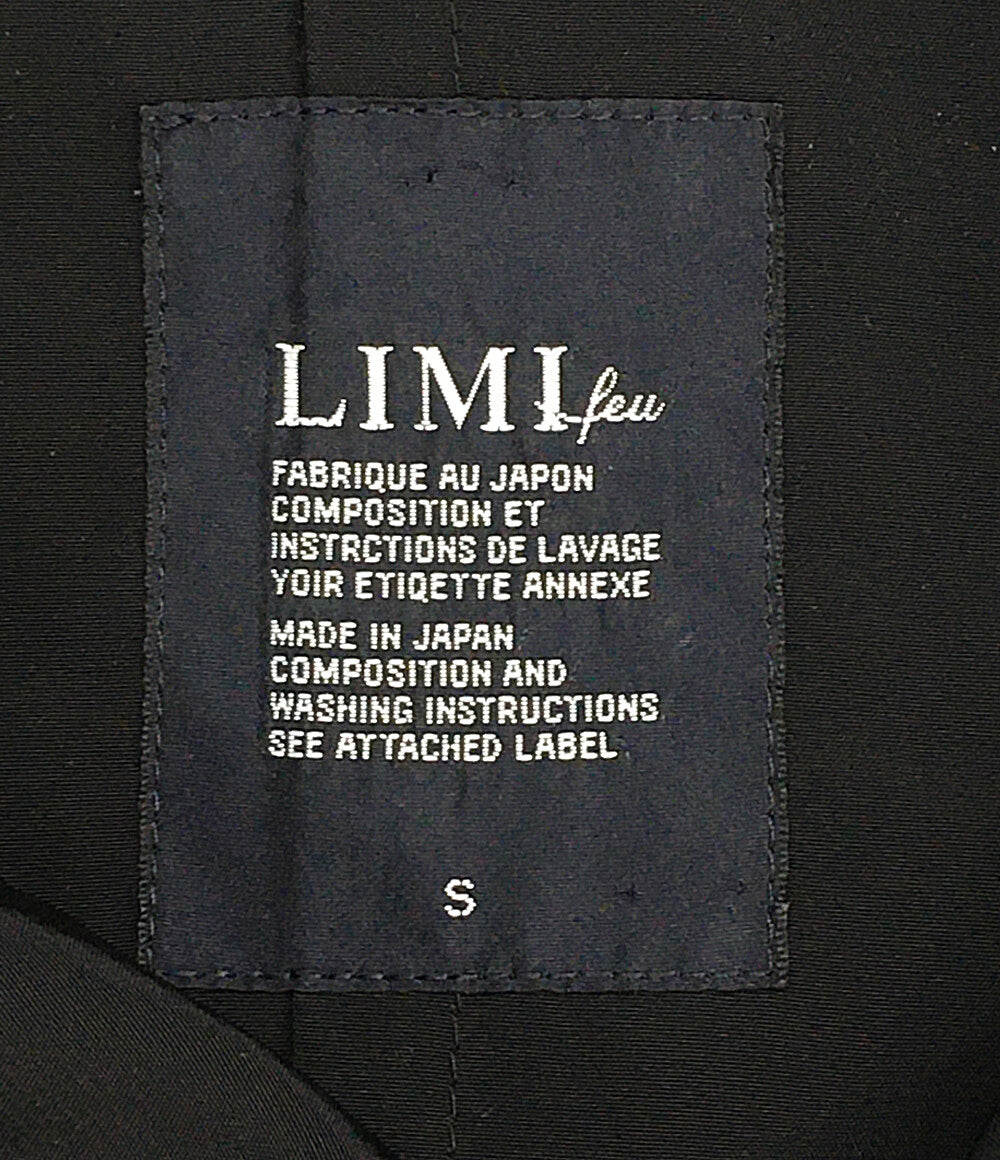 LIMI feu
FABRIQUE AU JAPON
COMPOSITION ET
INSTRCTIONS DE LAVAGE
YOIR ETIQETTE ANNEXE
MADE IN JAPAN
COMPOSITION AND
WASHING INSTRUCTIONS
SEE ATTACHED LABEL
S